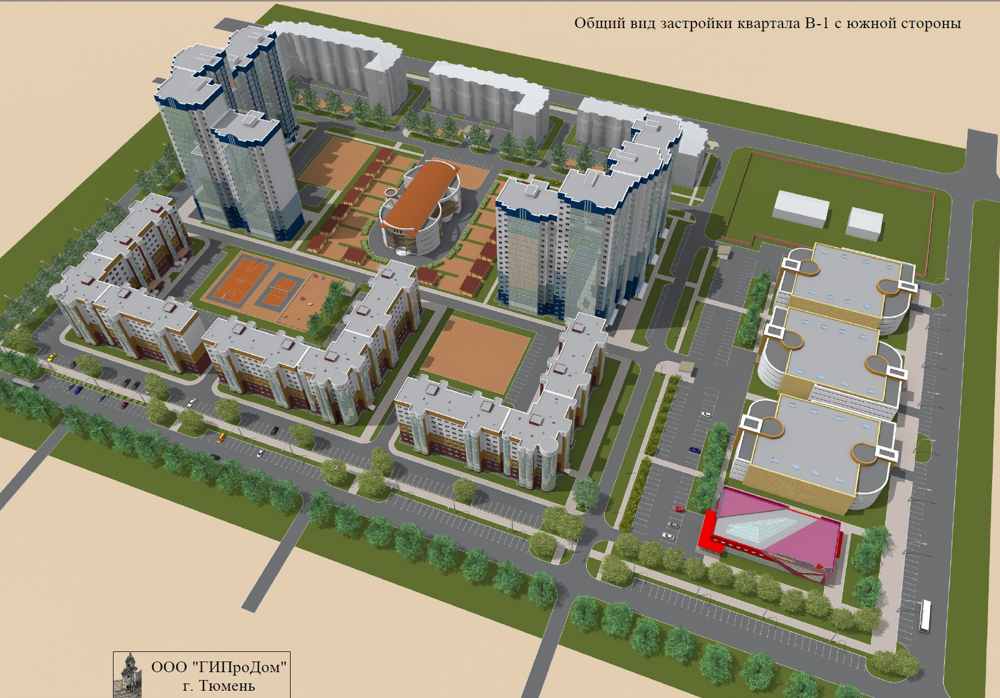 Общий вид застройки квартала В-1 с южной стороны
ООО "ГИПроДом"
г. Тюмень